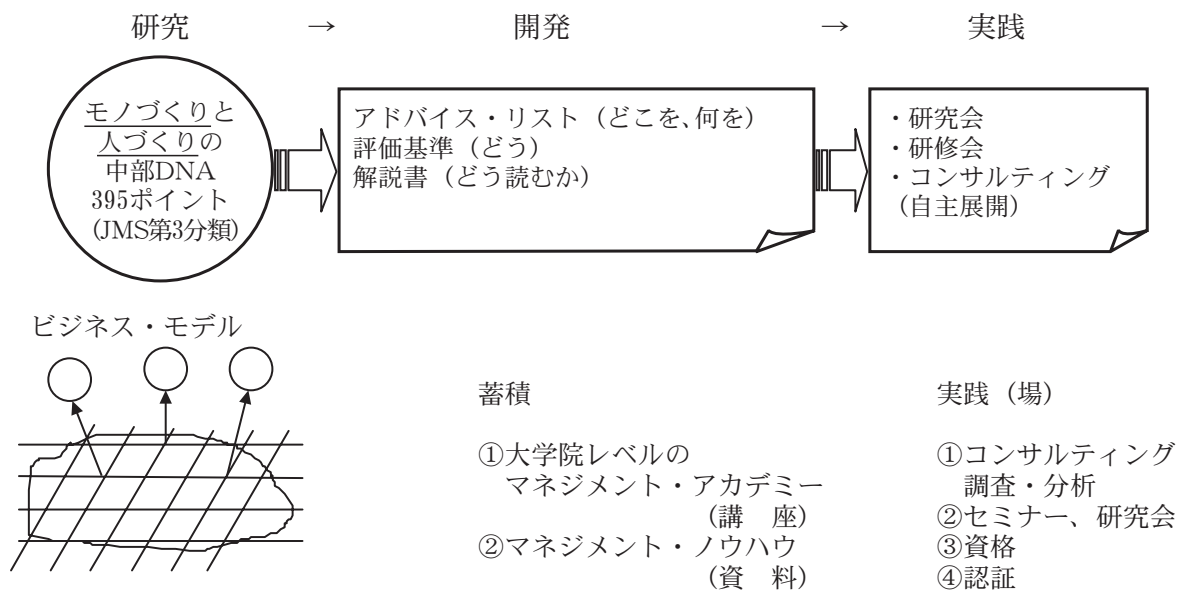 研究 → 開発 → 実践
モノづくりと
人づくりの
中部DNA
395ポイント
(JMS第3分類)
アドバイス・リスト（どこを、何を）
評価基準（どう）
解説書（どう読むか）
・研究会
・研修会
・コンサルティング
（自主展開）
ビジネス・モデル
蓄積
①大学院レベルの
マネジメント・アカデミー
（講　座）
②マネジメント・ノウハウ
（資　料）
実践（場）
①コンサルティング
調査・分析
②セミナー、研究会
③資格
④認証